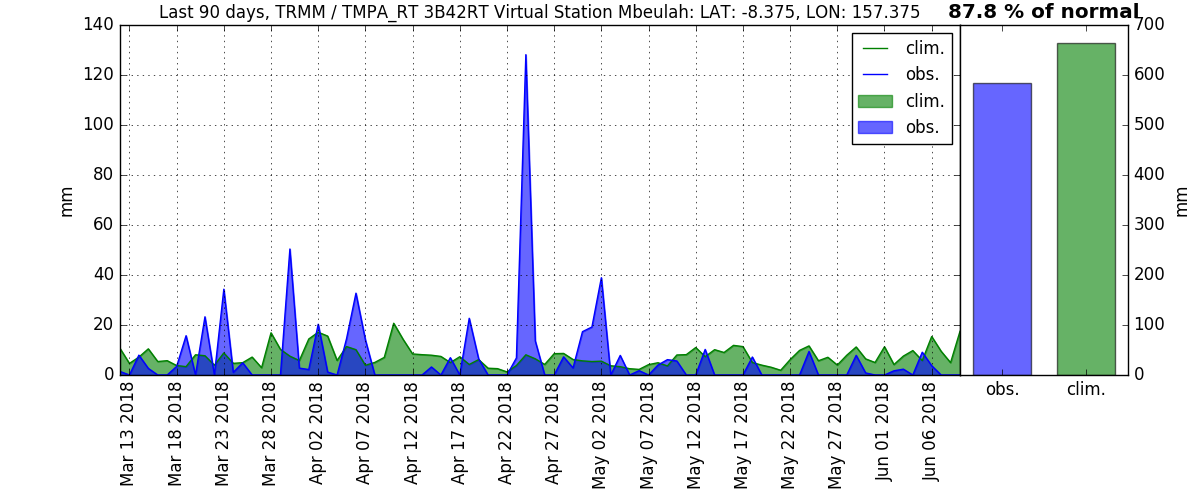 Last 90 days, TRMM / TMPA_RT 3B42RT Virtual Station Mbeulah: LAT: -8.375, LON: 157.375
87.8 % of normal
140
120
100
80
60
40
20
0
mm
clim.
obs.
clim.
obs.
700
600
500
400
300
200
100
0
mm
Mar 13 2018
Mar 18 2018
Mar 23 2018
Mar 28 2018
Apr 02 2018
Apr 07 2018
Apr 12 2018
Apr 17 2018
Apr 22 2018
Apr 27 2018
May 02 2018
May 07 2018
May 12 2018
May 17 2018
May 22 2018
May 27 2018
Jun 01 2018
Jun 06 2018
obs.
clim.